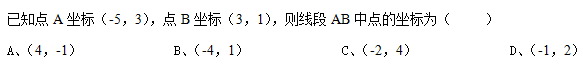 已知点 A 坐标（-5，3），点 B 坐标（3，1），则线段 AB 中点的坐标为（　　）
A、（4，-1）　　B、（-4，1）　　C、（-2，4）　　D、（-1，2）